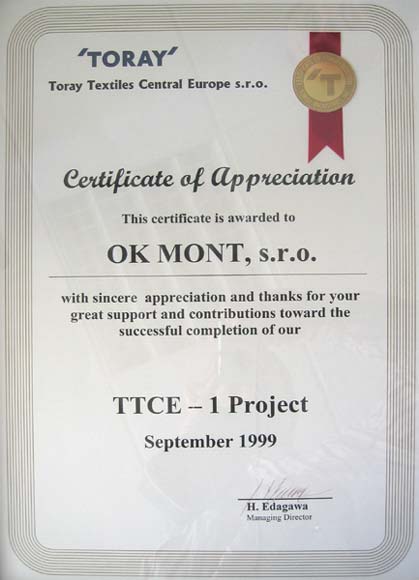 'TORAY'
Toray Textiles Central Europe s.r.o.
Certificate of Appreciation
This certificate is awarded to
OK MONT, s.r.o.
with sincere appreciation and thanks for your
great support and contributions toward the
successful completion of our
TTCE – 1 Project
September 1999
H. Edagawa
Managing Director